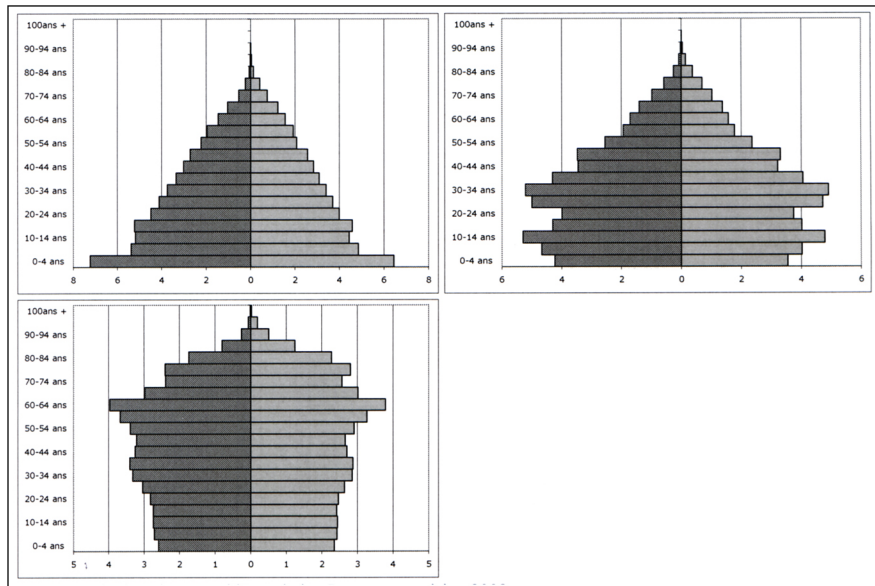 100ans +
90-94 ans
80-84 ans
70-74 ans
60-64 ans
50-54 ans
40-44 ans
30-34 ans
20-24 ans
10-14 ans
0-4 ans
8 6 4 2 0 2 4 6 8
100ans +
90-94 ans
80-84 ans
70-74 ans
60-64 ans
50-54 ans
40-44 ans
30-34 ans
20-24 ans
10-14 ans
0-4 ans
6 4 2 0 2 4 6
100ans +
90-94 ans
80-84 ans
70-74 ans
60-64 ans
50-54 ans
40-44 ans
30-34 ans
20-24 ans
10-14 ans
0-4 ans
5 4 3 2 1 0 1 2 3 4 5